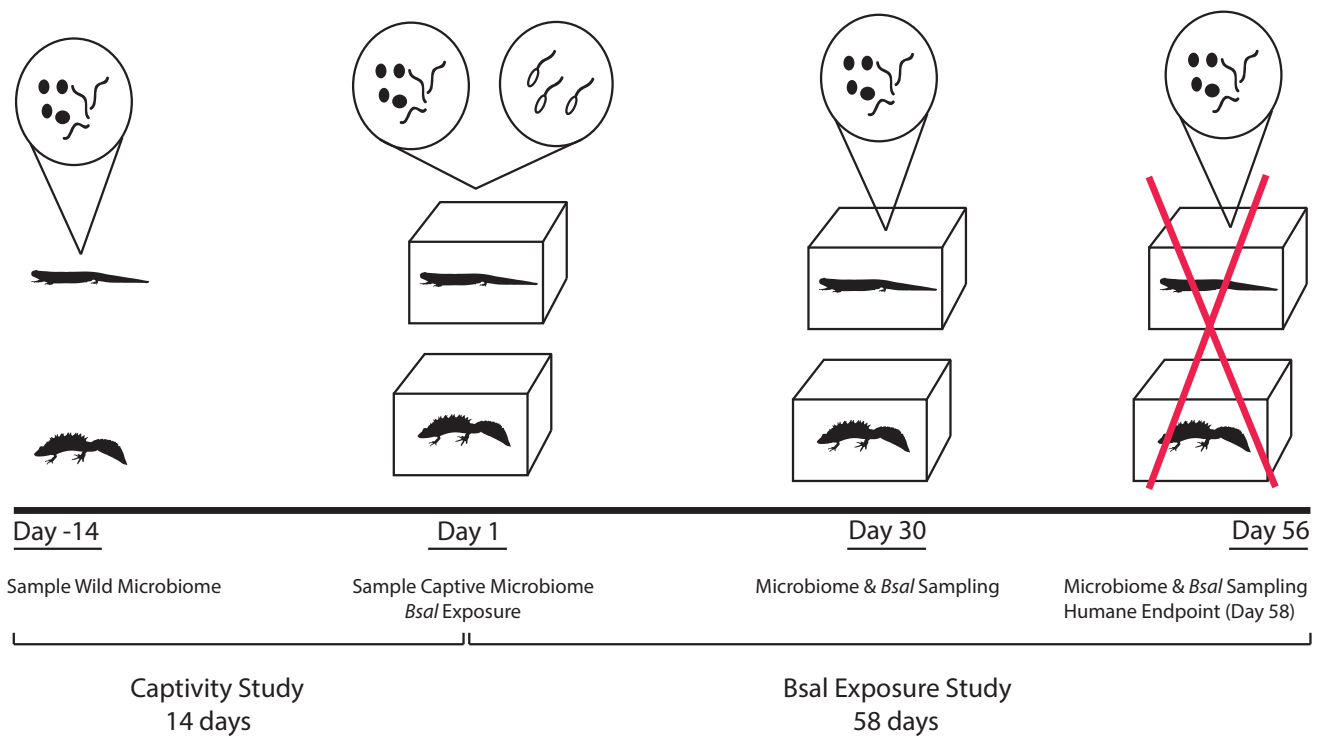 Day -14
Day 1
Day 30
Day 56
Sample Wild Microbiome
Sample Captive Microbiome
Bsal Exposure
Microbiome & Bsal Sampling
Microbiome & Bsal Sampling
Humane Endpoint (Day 58)
Captivity Study
14 days
Bsal Exposure Study
58 days